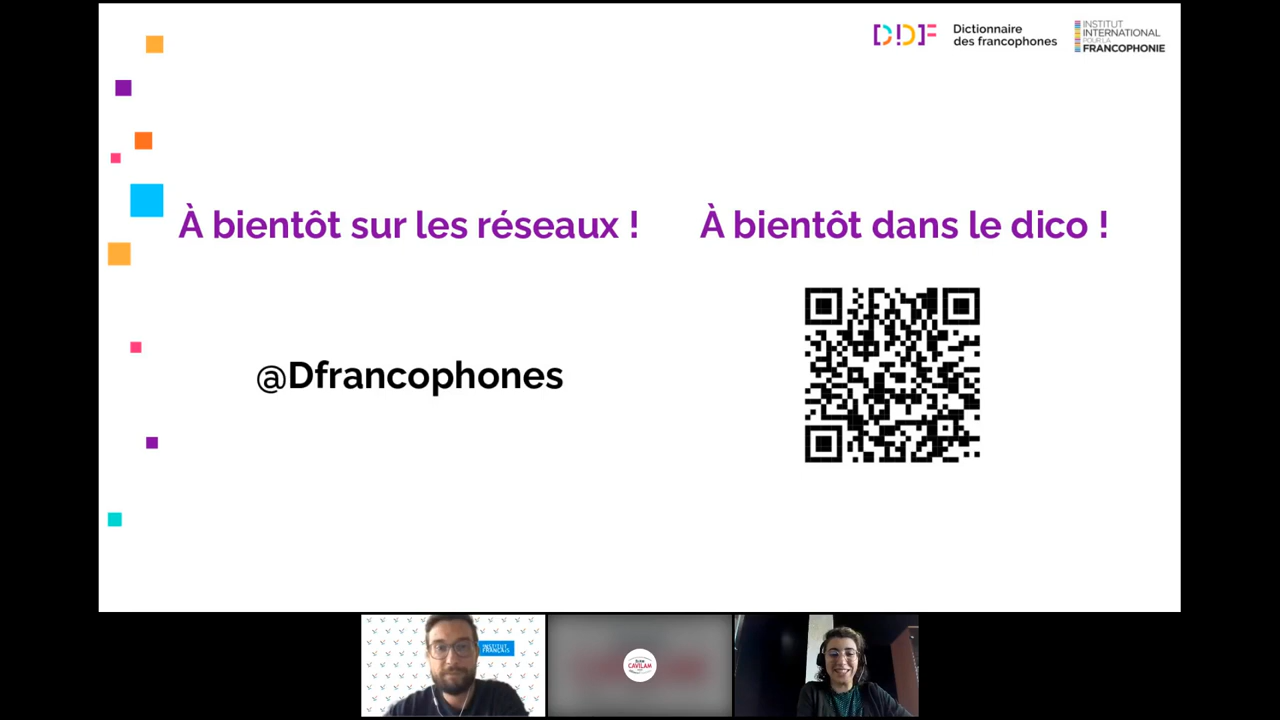 DDF
Dictionnaire
des francophones
INSTITUT
INTERNATIONAL
POUR LA
FRANCOPHONIE
À bientôt sur les réseaux !
À bientôt dans le dico !
@Dfrancophones
INSTITUT
FRANÇAIS
CAVILAM